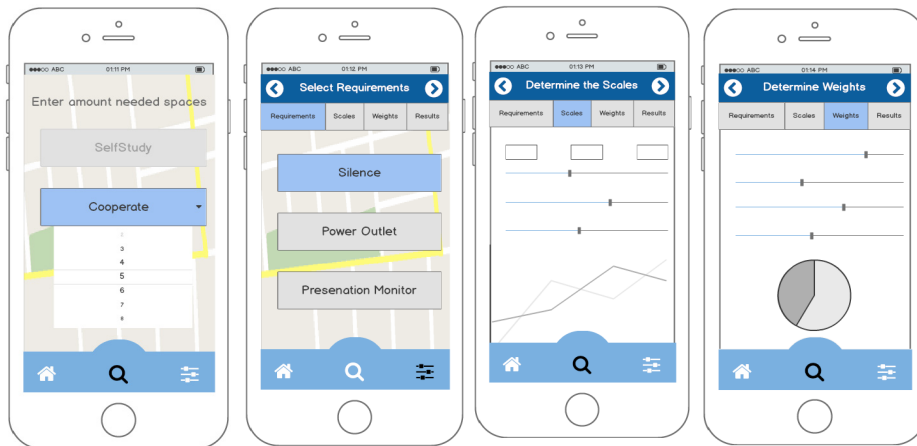 ABC 01:11 PM
Enter amount needed spaces
SelfStudy
Cooperate
3
4
5
6
7
8
ABC 01:12 PM
Select Requirements
Requirements Scales Weights Results
Silence
Power Outlet
Presenation Monitor
ABC 01:13 PM
Determine the Scales
Requirements Scales Weights Results
ABC 01:14 PM
Determine Weights
Requirements Scales Weights Results